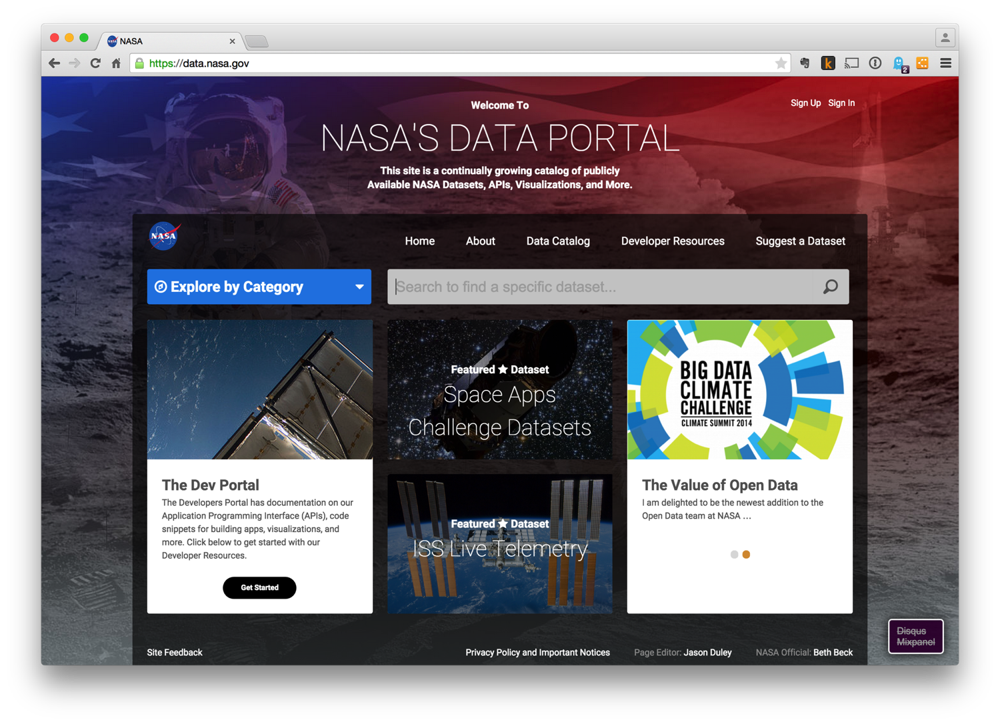 NASA
https://data.nasa.gov
2
Welcome To
Sign Up Sign In
NASA'S DATA PORTAL
This site is a continually growing catalog of publicly
Available NASA Datasets, APIs, Visualizations, and More.
NASA
Home About Data Catalog Developer Resources Suggest a Dataset
Explore by Category
Search to find a specific dataset...
Featured ★ Dataset
Space Apps
Challenge Datasets
BIG DATA
CLIMATE
CHALLENGE
CLIMATE SUMMIT 2014
The Dev Portal
The Developers Portal has documentation on our
Application Programming Interface (APIs), code
snippets for building apps, visualizations, and
more. Click below to get started with our
Developer Resources.
Get Started
Featured ★ Dataset
ISS Live Telemetry
The Value of Open Data
I am delighted to be the newest addition to the
Open Data team at NASA ...
Disqus
Mixpanel
Site Feedback
Privacy Policy and Important Notices
Page Editor: Jason Duley
NASA Official: Beth Beck